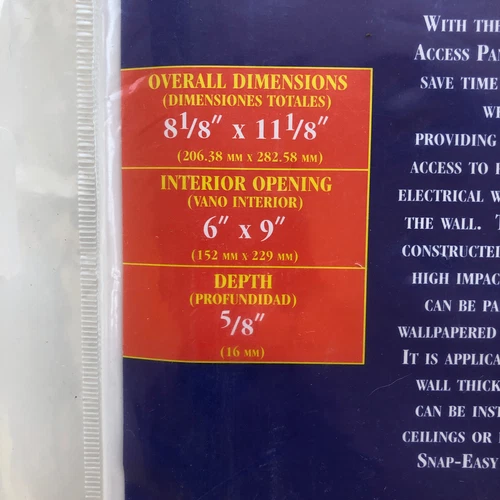 OVERALL DIMENSIONS
(DIMENSIONES TOTALES)
8 1/8" x 11 1/8"
(206.38 MM x 282.58 MM)
INTERIOR OPENING
(VANO INTERIOR)
6" x 9"
(152 MM x 229 MM)
DEPTH
(PROFUNDIDAD)
5/8"
(16 MM)
WITH THE
ACCESS PA
SAVE TIME
PROVIDING
ACCESS TO
ELECTRICAL
THE WALL.
CONSTRUCTED
HIGH IMPAC
CAN BE PA
WALLPAPERED
IT IS APPLICA
WALL THICK
CAN BE INST
CEILINGS OR
SNAP-EASY